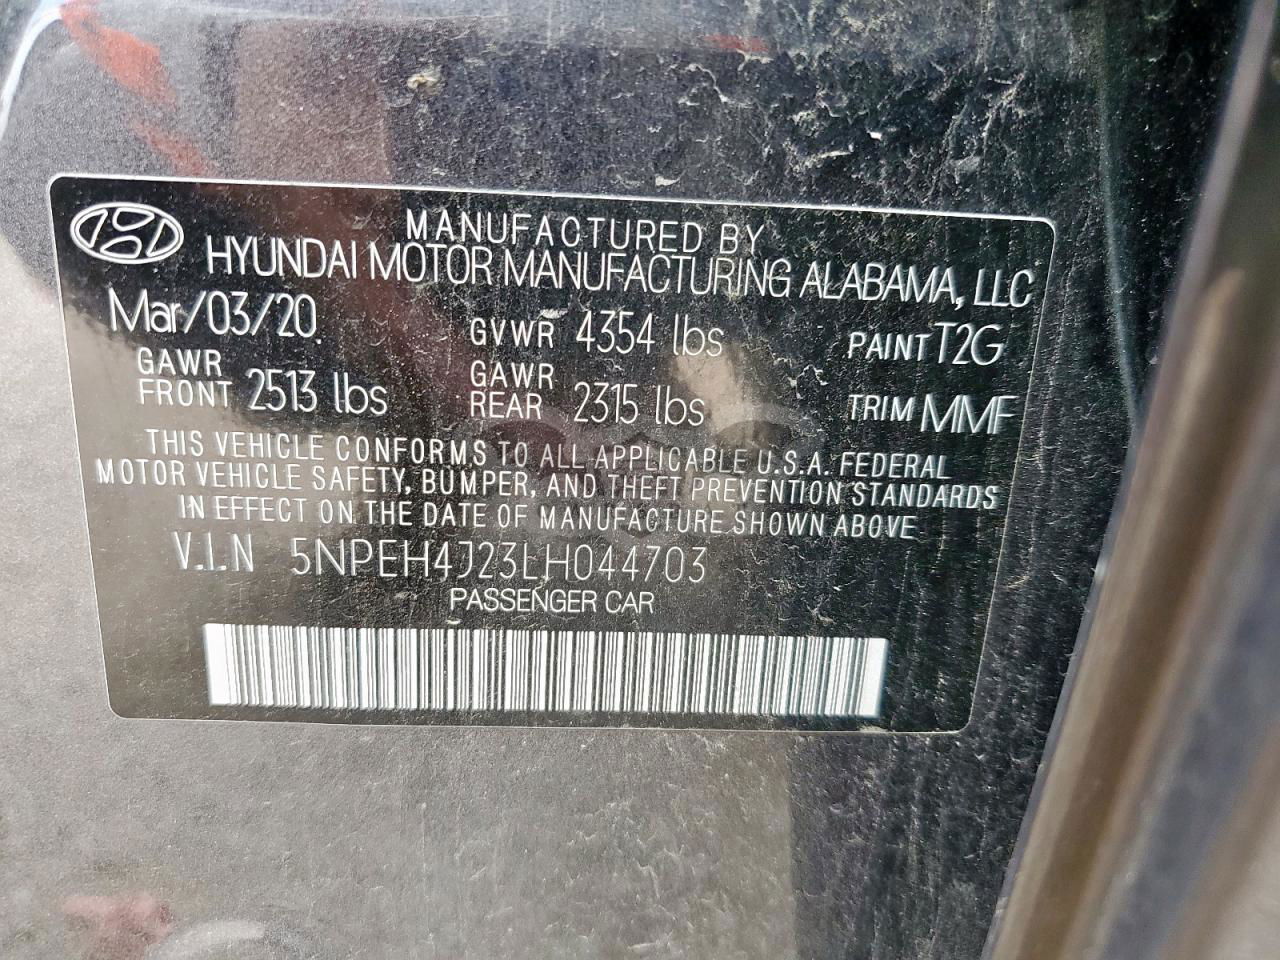 MANUFACTURED BY
HYUNDAI MOTOR MANUFACTURING ALABAMA, LLC
Mar/03/20 GVWR 4354 lbs PAINT T2G
GAWR FRONT 2513 lbs GAWR REAR 2315 lbs TRIM MMF
THIS VEHICLE CONFORMS TO ALL APPLICABLE U.S.A. FEDERAL
MOTOR VEHICLE SAFETY, BUMPER, AND THEFT PREVENTION STANDARDS
IN EFFECT ON THE DATE OF MANUFACTURE SHOWN ABOVE
V.I.N 5NPEH4J23LH044703
PASSENGER CAR